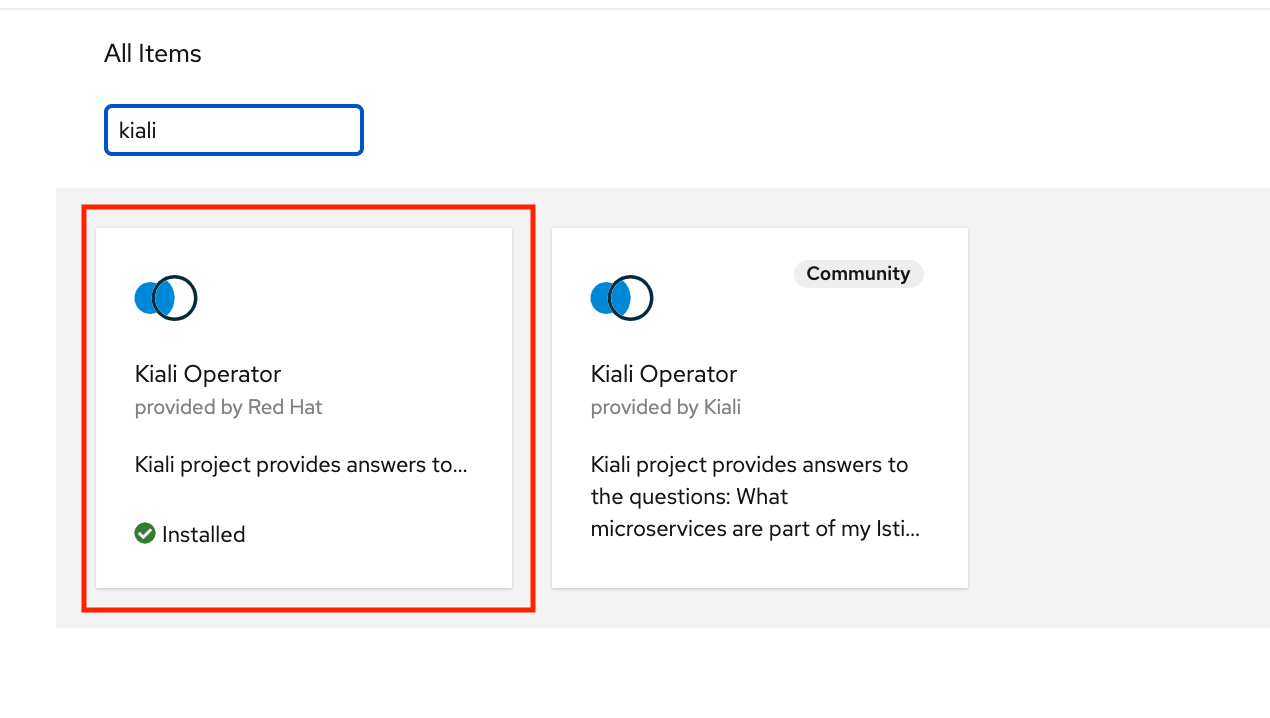 All Items
kiali
Kiali Operator
provided by Red Hat
Kiali project provides answers to...
Installed
Community
Kiali Operator
provided by Kiali
Kiali project provides answers to
the questions: What
microservices are part of my Isti...